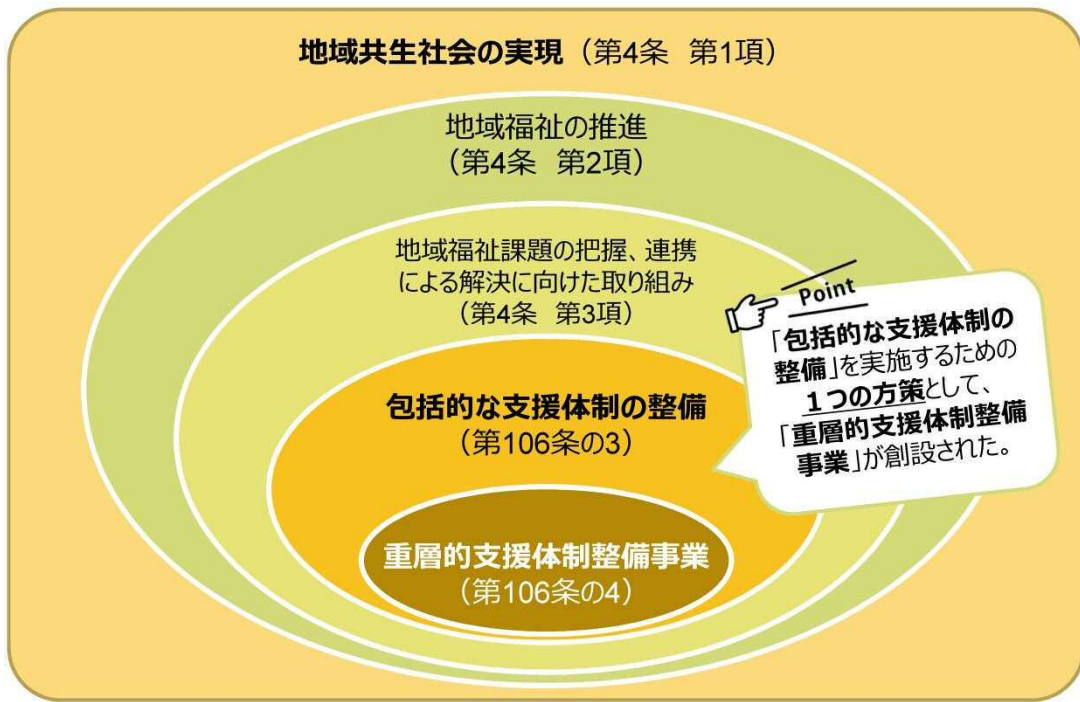 地域共生社会の実現（第4条 第1項）
地域福祉の推進
（第4条 第2項）
地域福祉課題の把握、連携
による解決に向けた取り組み
（第4条 第3項）
包括的な支援体制の整備
（第106条の3）
重層的支援体制整備事業
（第106条の4）
Point
「包括的な支援体制の
整備」を実施するための
１つの方策として、
「重層的支援体制整備
事業」が創設された。